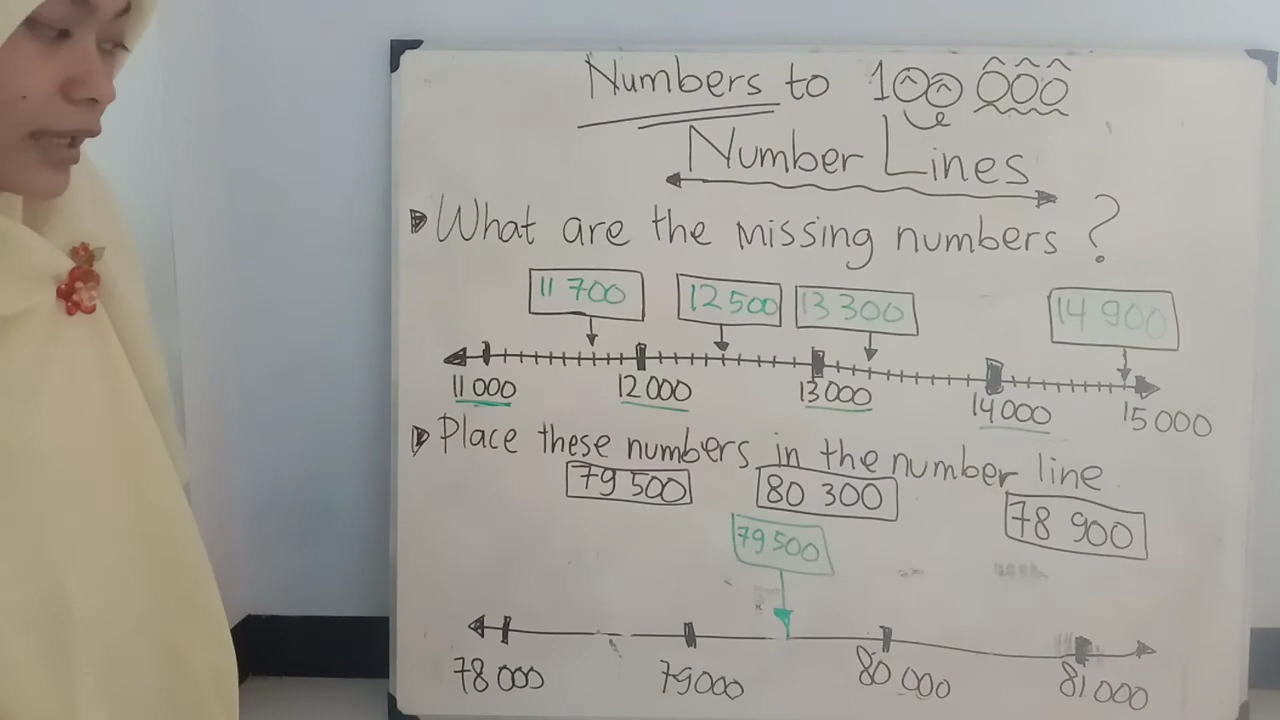 Numbers to 100 000
Number Lines
What are the missing numbers ?
11 700 12 500 13 300 14 900
11 000 12 000 13 000 14 000 15 000
Place these numbers in the number line
79 500 80 300 78 900
79 500
78 000 79 000 80 000 81 000